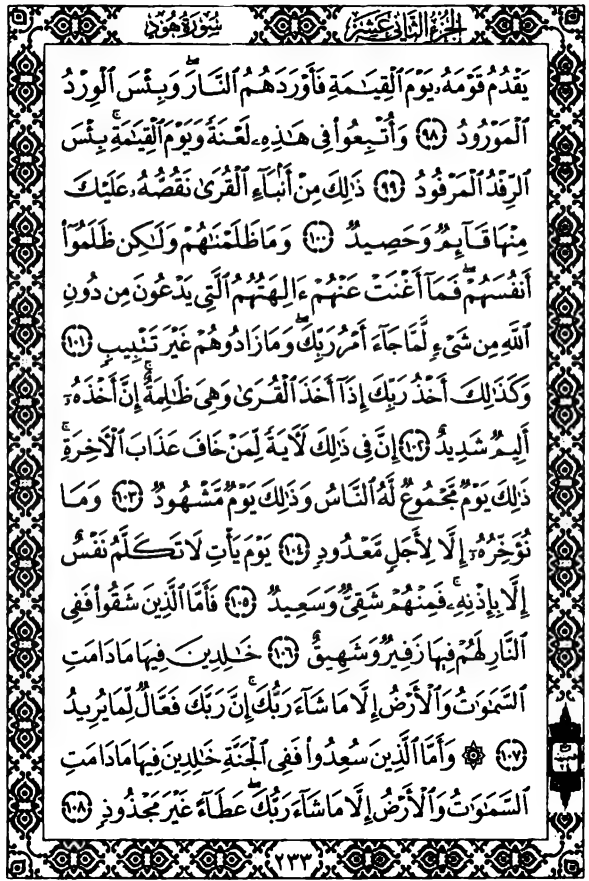 الجزء الثاني عشر
سورة هود
يَقْدُمُ قَوْمَهُۥ يَوْمَ ٱلْقِيَٰمَةِ فَأَوْرَدَهُمُ ٱلنَّارَۖ وَبِئْسَ ٱلْوِرْدُ
ٱلْمَوْرُودُ ٩٨ وَأُتْبِعُوا۟ فِى هَٰذِهِۦ لَعْنَةً وَيَوْمَ ٱلْقِيَٰمَةِۚ بِئْسَ
ٱلرِّفْدُ ٱلْمَرْفُودُ ٩٩ ذَٰلِكَ مِنْ أَنۢبَآءِ ٱلْقُرَىٰ نَقُصُّهُۥ عَلَيْكَ
مِنْهَا قَآئِمٌ وَحَصِيدٌ ١٠٠ وَمَا ظَلَمْنَٰهُمْ وَلَٰكِن ظَلَمُوٓا۟
أَنفُسَهُمْۖ فَمَآ أَغْنَتْ عَنْهُمْ ءَالِهَتُهُمُ ٱلَّتِى يَدْعُونَ مِن دُونِ
ٱللَّهِ مِن شَىْءٍ لَّمَّا جَآءَ أَمْرُ رَبِّكَۖ وَمَا زَادُوهُمْ غَيْرَ تَتْبِيبٍ ١٠١
وَكَذَٰلِكَ أَخْذُ رَبِّكَ إِذَآ أَخَذَ ٱلْقُرَىٰ وَهِىَ ظَٰلِمَةٌۚ إِنَّ أَخْذَهُۥٓ
أَلِيمٌ شَدِيدٌ ١٠٢ إِنَّ فِى ذَٰلِكَ لَءَايَةً لِّمَنْ خَافَ عَذَابَ ٱلْءَاخِرَةِۚ
ذَٰلِكَ يَوْمٌ مَّجْمُوعٌ لَّهُ ٱلنَّاسُ وَذَٰلِكَ يَوْمٌ مَّشْهُودٌ ١٠٣ وَمَا
نُؤَخِّرُهُۥٓ إِلَّا لِأَجَلٍ مَّعْدُودٍ ١٠٤ يَوْمَ يَأْتِ لَا تَكَلَّمُ نَفْسٌ
إِلَّا بِإِذْنِهِۦۚ فَمِنْهُمْ شَقِىٌّ وَسَعِيدٌ ١٠٥ فَأَمَّا ٱلَّذِينَ شَقُوا۟ فَفِى
ٱلنَّارِ لَهُمْ فِيهَا زَفِيرٌ وَشَهِيقٌ ١٠٦ خَٰلِدِينَ فِيهَا مَا دَامَتِ
ٱلسَّمَٰوَٰتُ وَٱلْأَرْضُ إِلَّا مَا شَآءَ رَبُّكَۚ إِنَّ رَبَّكَ فَعَّالٌ لِّمَا يُرِيدُ
١٠٧ ۞ وَأَمَّا ٱلَّذِينَ سُعِدُوا۟ فَفِى ٱلْجَنَّةِ خَٰلِدِينَ فِيهَا مَا دَامَتِ
ٱلسَّمَٰوَٰتُ وَٱلْأَرْضُ إِلَّا مَا شَآءَ رَبُّكَۖ عَطَآءً غَيْرَ مَجْذُوذٍ ١٠٨
٢٣٣